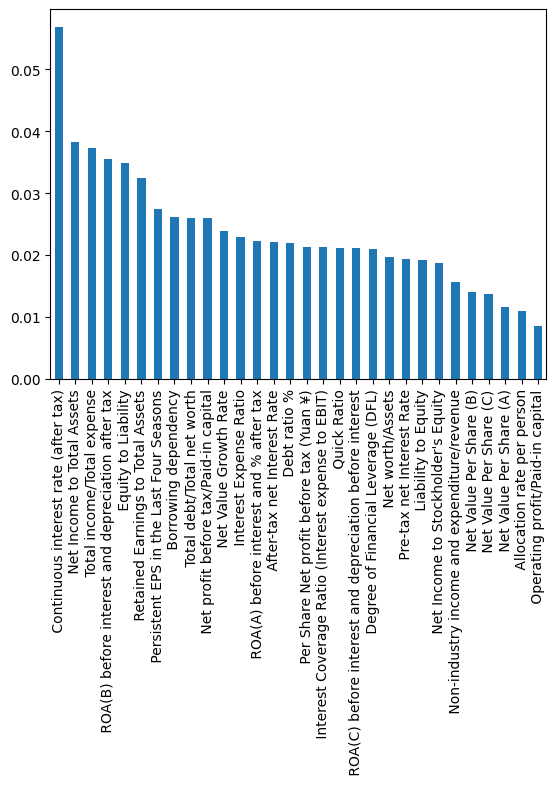 0.05
0.04
0.03
0.02
0.01
0.00
Continuous interest rate (after tax)
Net Income to Total Assets
Total income/Total expense
ROA(B) before interest and depreciation after tax
Equity to Liability
Retained Earnings to Total Assets
Persistent EPS in the Last Four Seasons
Borrowing dependency
Total debt/Total net worth
Net profit before tax/Paid-in capital
Net Value Growth Rate
Interest Expense Ratio
ROA(A) before interest and % after tax
After-tax net Interest Rate
Debt ratio %
Per Share Net profit before tax (Yuan ¥)
Interest Coverage Ratio (Interest expense to EBIT)
Quick Ratio
ROA(C) before interest and depreciation before interest
Degree of Financial Leverage (DFL)
Net worth/Assets
Pre-tax net Interest Rate
Liability to Equity
Net Income to Stockholder's Equity
Non-industry income and expenditure/revenue
Net Value Per Share (B)
Net Value Per Share (C)
Net Value Per Share (A)
Allocation rate per person
Operating profit/Paid-in capital